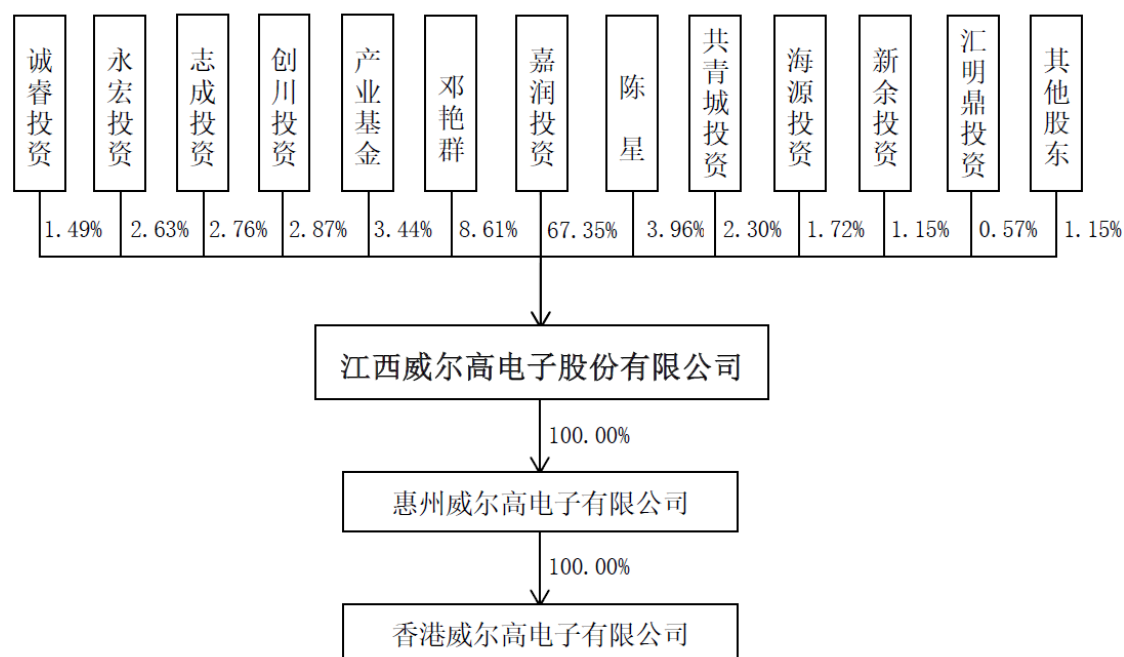 诚睿投资
永宏投资
志成投资
创川投资
产业基金
邓艳群
嘉润投资
陈星
共青城投资
海源投资
新余投资
汇明鼎投资
其他股东
1.49%
2.63%
2.76%
2.87%
3.44%
8.61%
67.35%
3.96%
2.30%
1.72%
1.15%
0.57%
1.15%
江西威尔高电子股份有限公司
100.00%
惠州威尔高电子有限公司
100.00%
香港威尔高电子有限公司